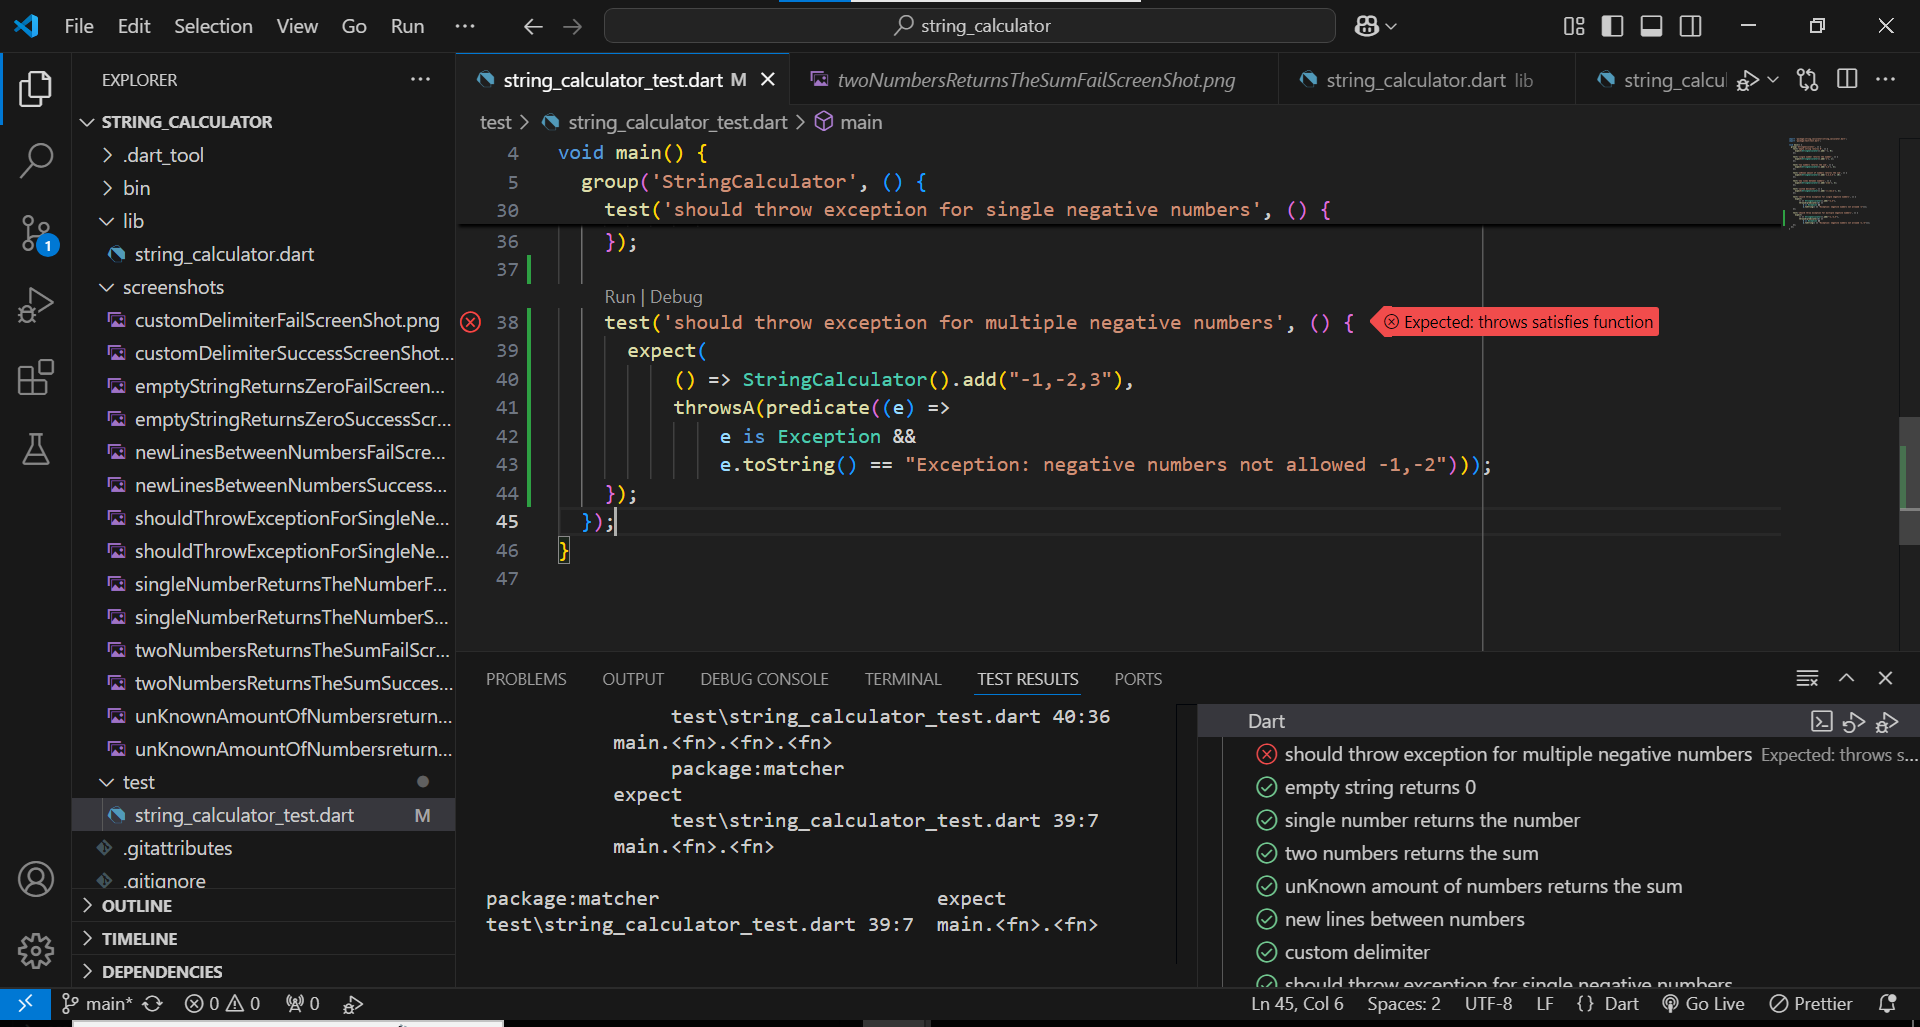 File Edit Selection View Go Run ···
string_calculator
EXPLORER
STRING_CALCULATOR
.dart_tool
bin
lib
string_calculator.dart
screenshots
customDelimiterFailScreenShot.png
customDelimiterSuccessScreenShot...
emptyStringReturnsZeroFailScreen...
emptyStringReturnsZeroSuccessScr...
newLinesBetweenNumbersFailScre...
newLinesBetweenNumbersSuccess...
shouldThrowExceptionForSingleNe...
shouldThrowExceptionForSingleNe...
singleNumberReturnsTheNumberF...
singleNumberReturnsTheNumberS...
twoNumbersReturnsTheSumFailScr...
twoNumbersReturnsTheSumSucces...
unKnownAmountOfNumbersreturn...
unKnownAmountOfNumbersreturn...
test
string_calculator_test.dart M
.gitattributes
.gitignore
OUTLINE
TIMELINE
DEPENDENCIES
1
string_calculator_test.dart M
twoNumbersReturnsTheSumFailScreenShot.png
string_calculator.dart lib
string_calcul
test > string_calculator_test.dart > main
4 void main() {
5 group('StringCalculator', () {
30 test('should throw exception for single negative numbers', () {
36 });
37
Run | Debug
38 test('should throw exception for multiple negative numbers', () { Expected: throws satisfies function
39 expect(
40 () => StringCalculator().add("-1,-2,3"),
41 throwsA(predicate((e) =>
42 e is Exception &&
43 e.toString() == "Exception: negative numbers not allowed -1,-2")));
44 });
45 });
46 }
47
PROBLEMS OUTPUT DEBUG CONSOLE TERMINAL TEST RESULTS PORTS
test\string_calculator_test.dart 40:36
main.<fn>.<fn>.<fn>
package:matcher
expect
test\string_calculator_test.dart 39:7
main.<fn>.<fn>
package:matcher expect
test\string_calculator_test.dart 39:7 main.<fn>.<fn>
Dart
should throw exception for multiple negative numbers Expected: throws s...
empty string returns 0
single number returns the number
two numbers returns the sum
unKnown amount of numbers returns the sum
new lines between numbers
custom delimiter
should throw exception for single negative numbers
main* 0 0 0
Ln 45, Col 6 Spaces: 2 UTF-8 LF {} Dart Go Live Prettier